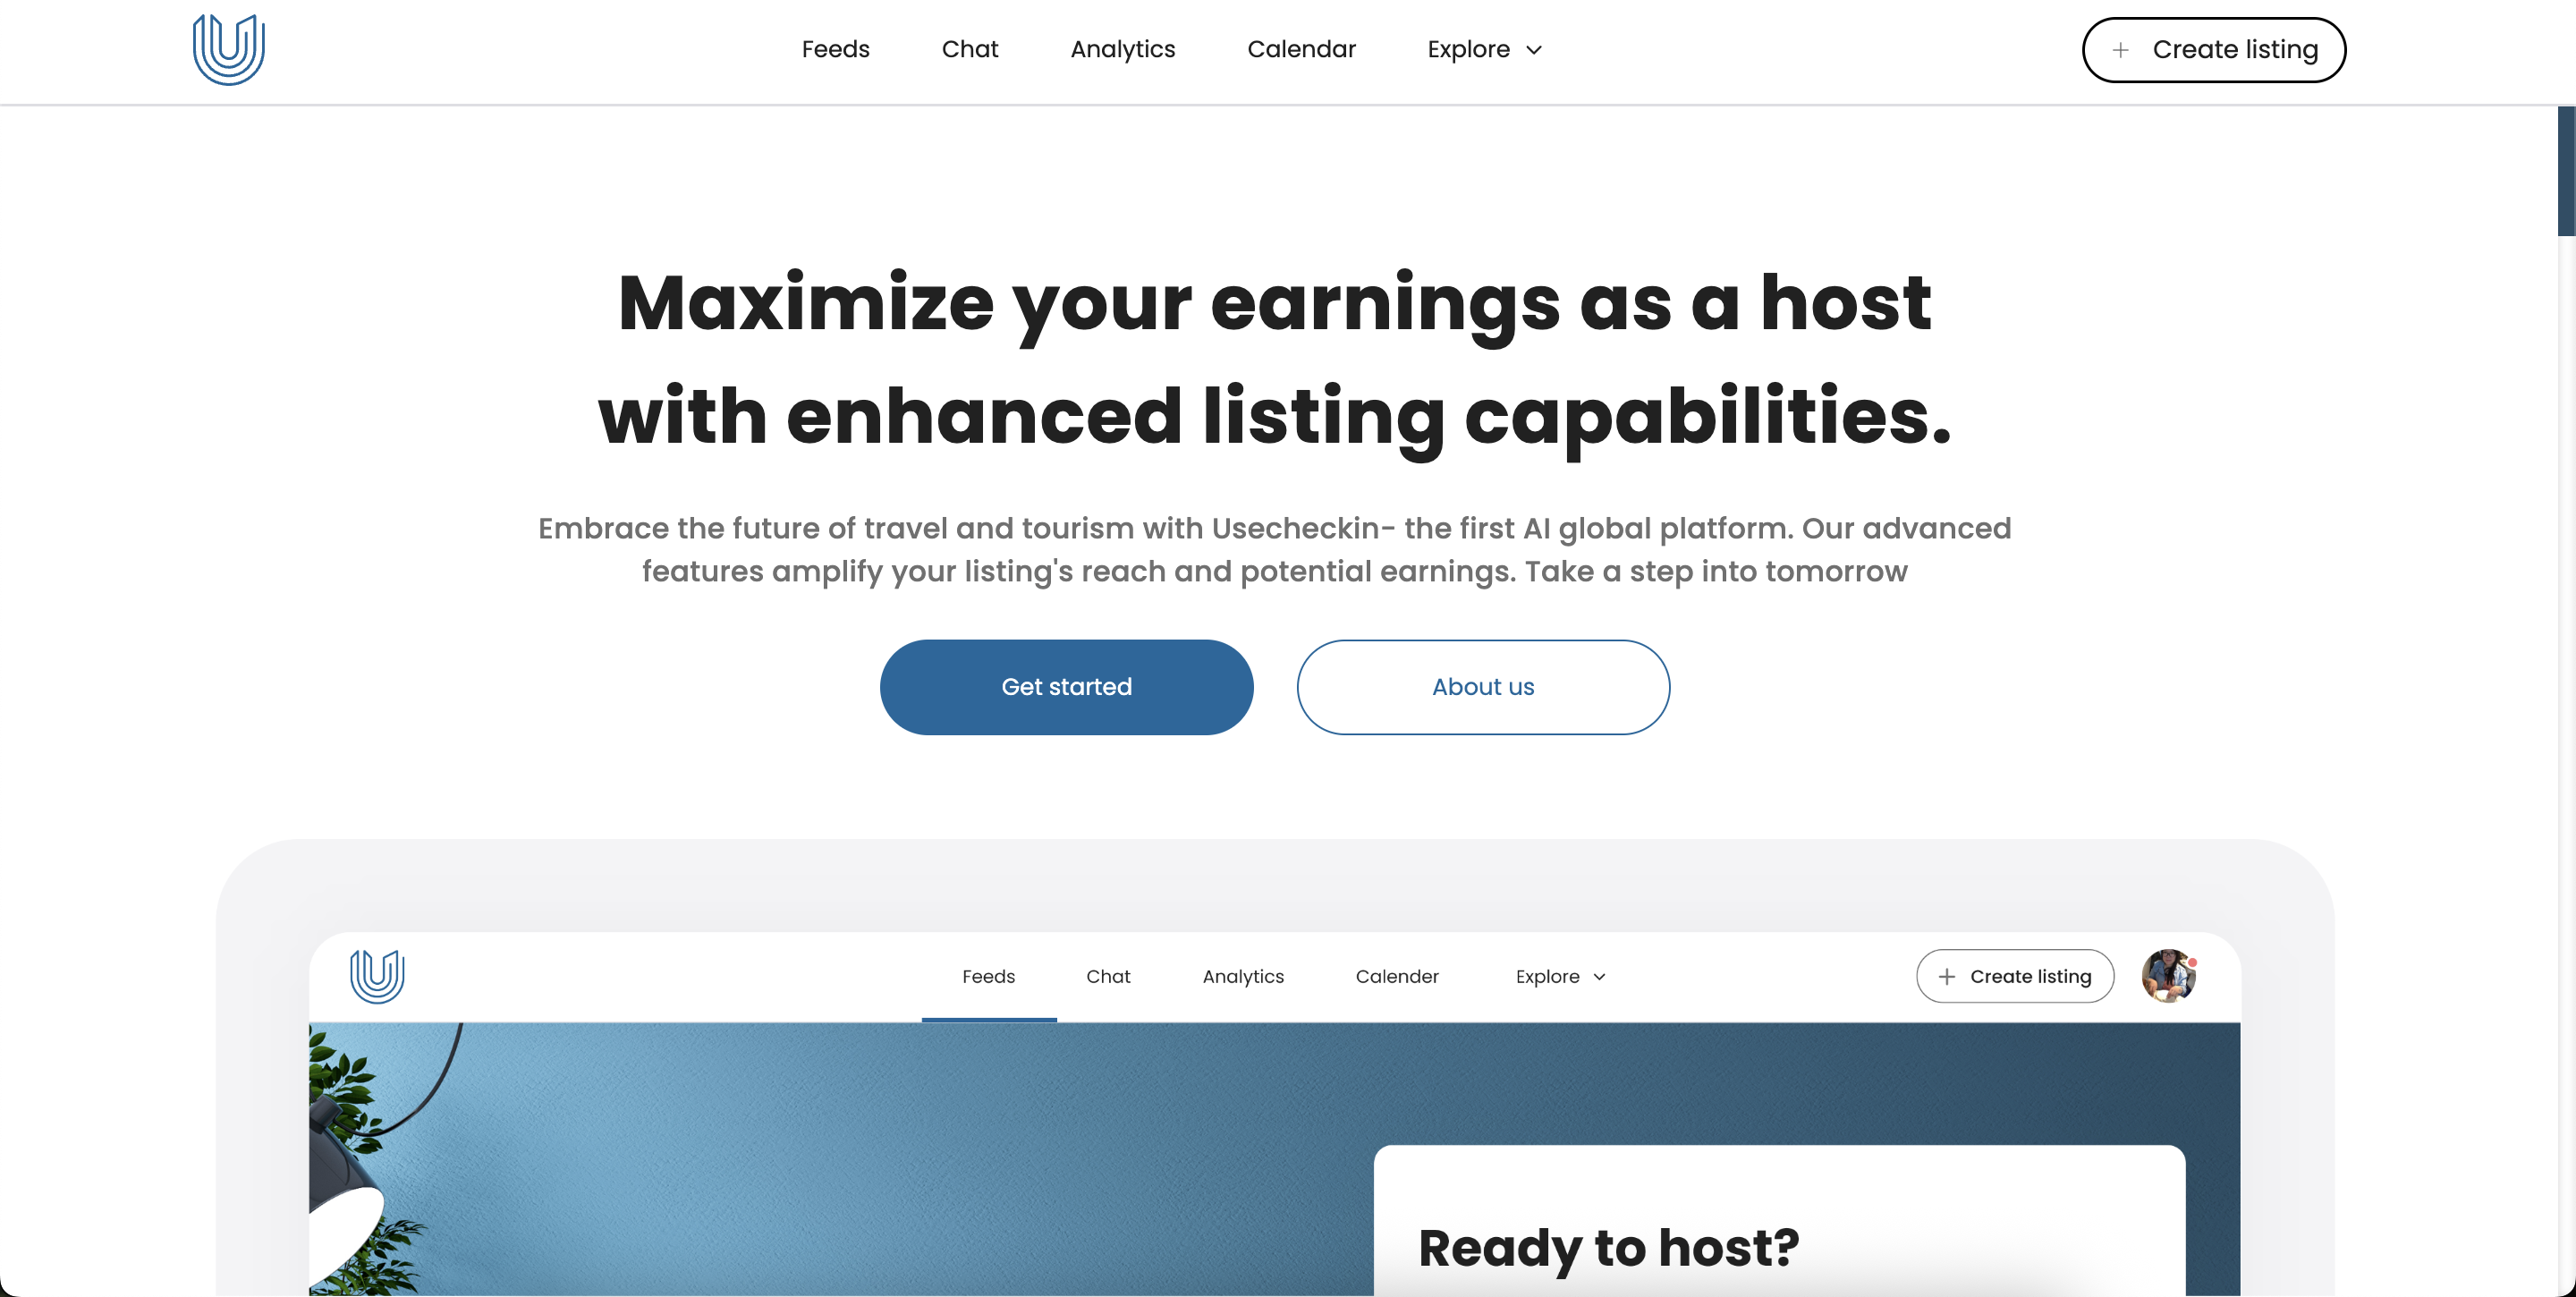 Feeds
Chat
Analytics
Calendar
Explore
+ Create listing
Maximize your earnings as a host
with enhanced listing capabilities.
Embrace the future of travel and tourism with Usecheckin- the first AI global platform. Our advanced
features amplify your listing's reach and potential earnings. Take a step into tomorrow
Get started
About us
Feeds
Chat
Analytics
Calender
Explore
+ Create listing
Ready to host?